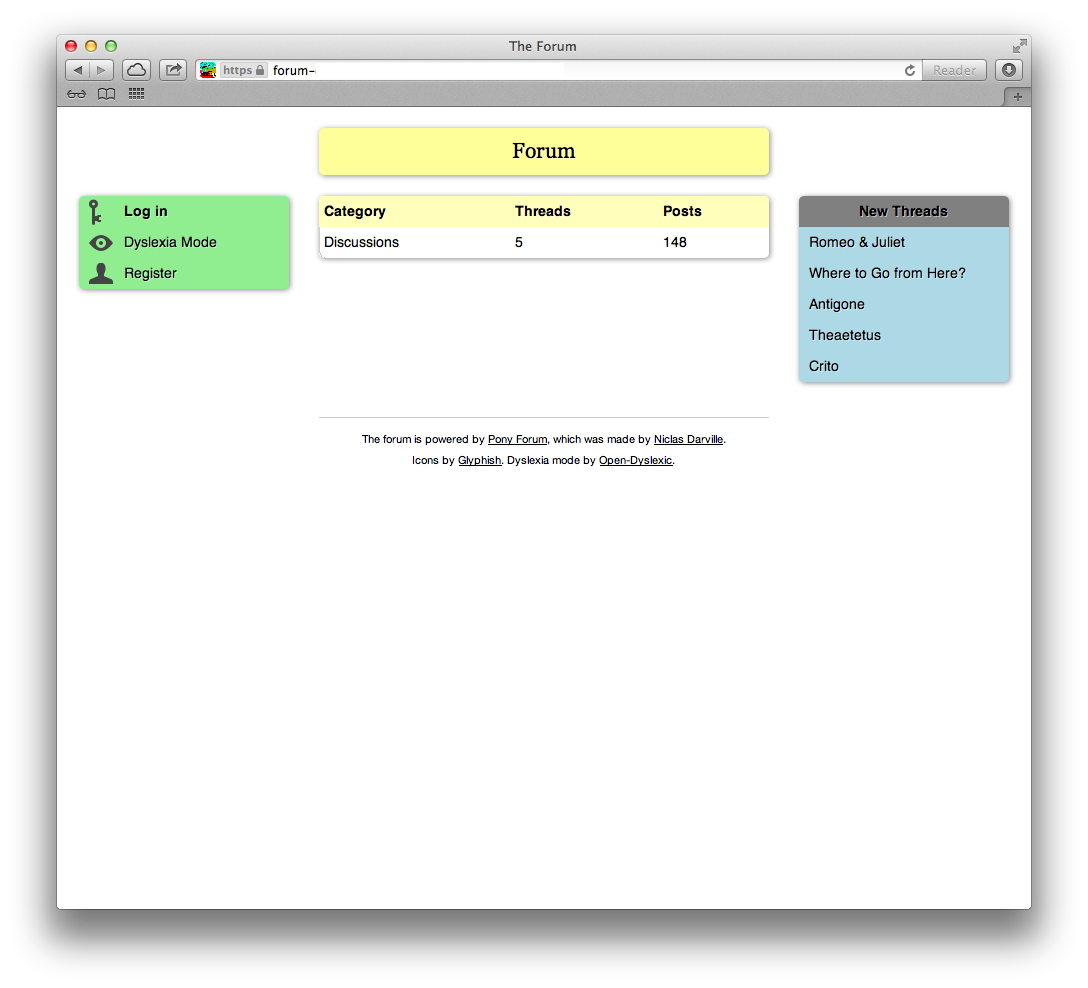 The Forum
https forum-
Reader
Forum
Log in
Dyslexia Mode
Register
Category Threads Posts
Discussions 5 148
New Threads
Romeo & Juliet
Where to Go from Here?
Antigone
Theaetetus
Crito
The forum is powered by Pony Forum, which was made by Niclas Darville.
Icons by Glyphish. Dyslexia mode by Open-Dyslexic.